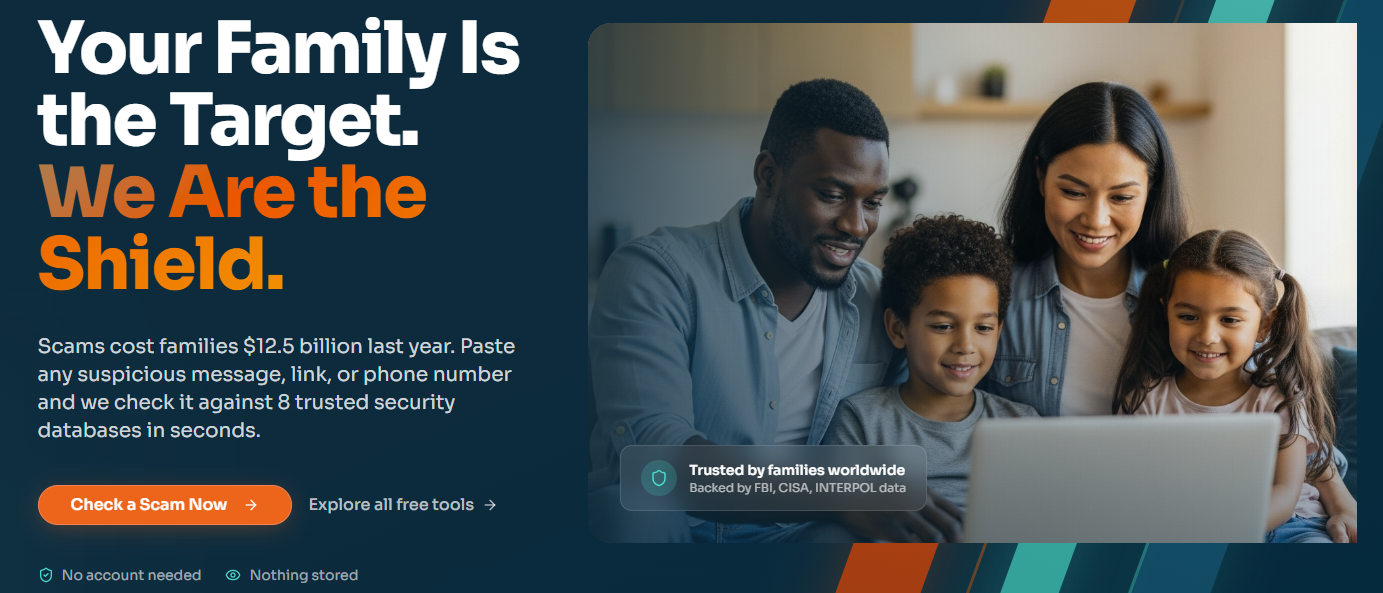 Your Family Is
the Target.
We Are the
Shield.
Scams cost families $12.5 billion last year. Paste
any suspicious message, link, or phone number
and we check it against 8 trusted security
databases in seconds.
Check a Scam Now →
Explore all free tools →
No account needed
Nothing stored
Trusted by families worldwide
Backed by FBI, CISA, INTERPOL data